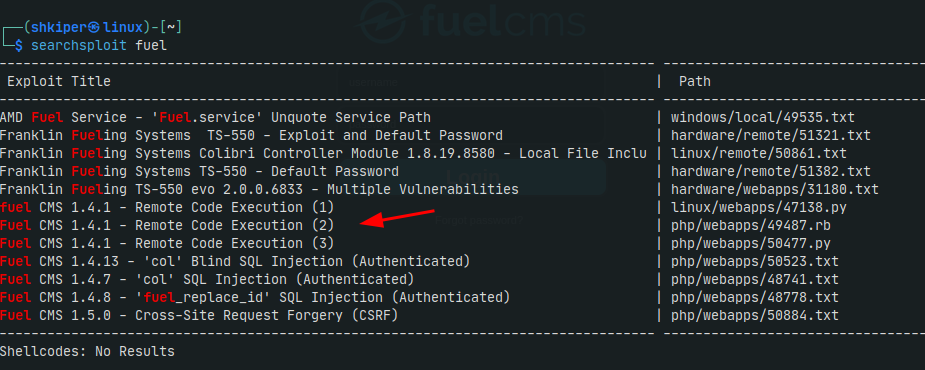 fuelcms
┌──(shkiper㉿linux)-[~]
└─$ searchsploit fuel
Login
---------------------------------------------------------------------------------- ---------------------------------
Exploit Title | Path
---------------------------------------------------------------------------------- ---------------------------------
AMD Fuel Service - 'Fuel.service' Unquote Service Path | windows/local/49535.txt
Franklin Fueling Systems  TS-550 - Exploit and Default Password | hardware/remote/51321.txt
Franklin Fueling Systems Colibri Controller Module 1.8.19.8580 - Local File Inclu | linux/remote/50861.txt
Franklin Fueling Systems TS-550 - Default Password | hardware/remote/51382.txt
Franklin Fueling TS-550 evo 2.0.0.6833 - Multiple Vulnerabilities | hardware/webapps/31180.txt
fuel CMS 1.4.1 - Remote Code Execution (1) | linux/webapps/47138.py
Fuel CMS 1.4.1 - Remote Code Execution (2) | php/webapps/49487.rb
Fuel CMS 1.4.1 - Remote Code Execution (3) | php/webapps/50477.py
Fuel CMS 1.4.13 - 'col' Blind SQL Injection (Authenticated) | php/webapps/50523.txt
Fuel CMS 1.4.7 - 'col' SQL Injection (Authenticated) | php/webapps/48741.txt
Fuel CMS 1.4.8 - 'fuel_replace_id' SQL Injection (Authenticated) | php/webapps/48778.txt
Fuel CMS 1.5.0 - Cross-Site Request Forgery (CSRF) | php/webapps/50884.txt
---------------------------------------------------------------------------------- ---------------------------------
Shellcodes: No Results